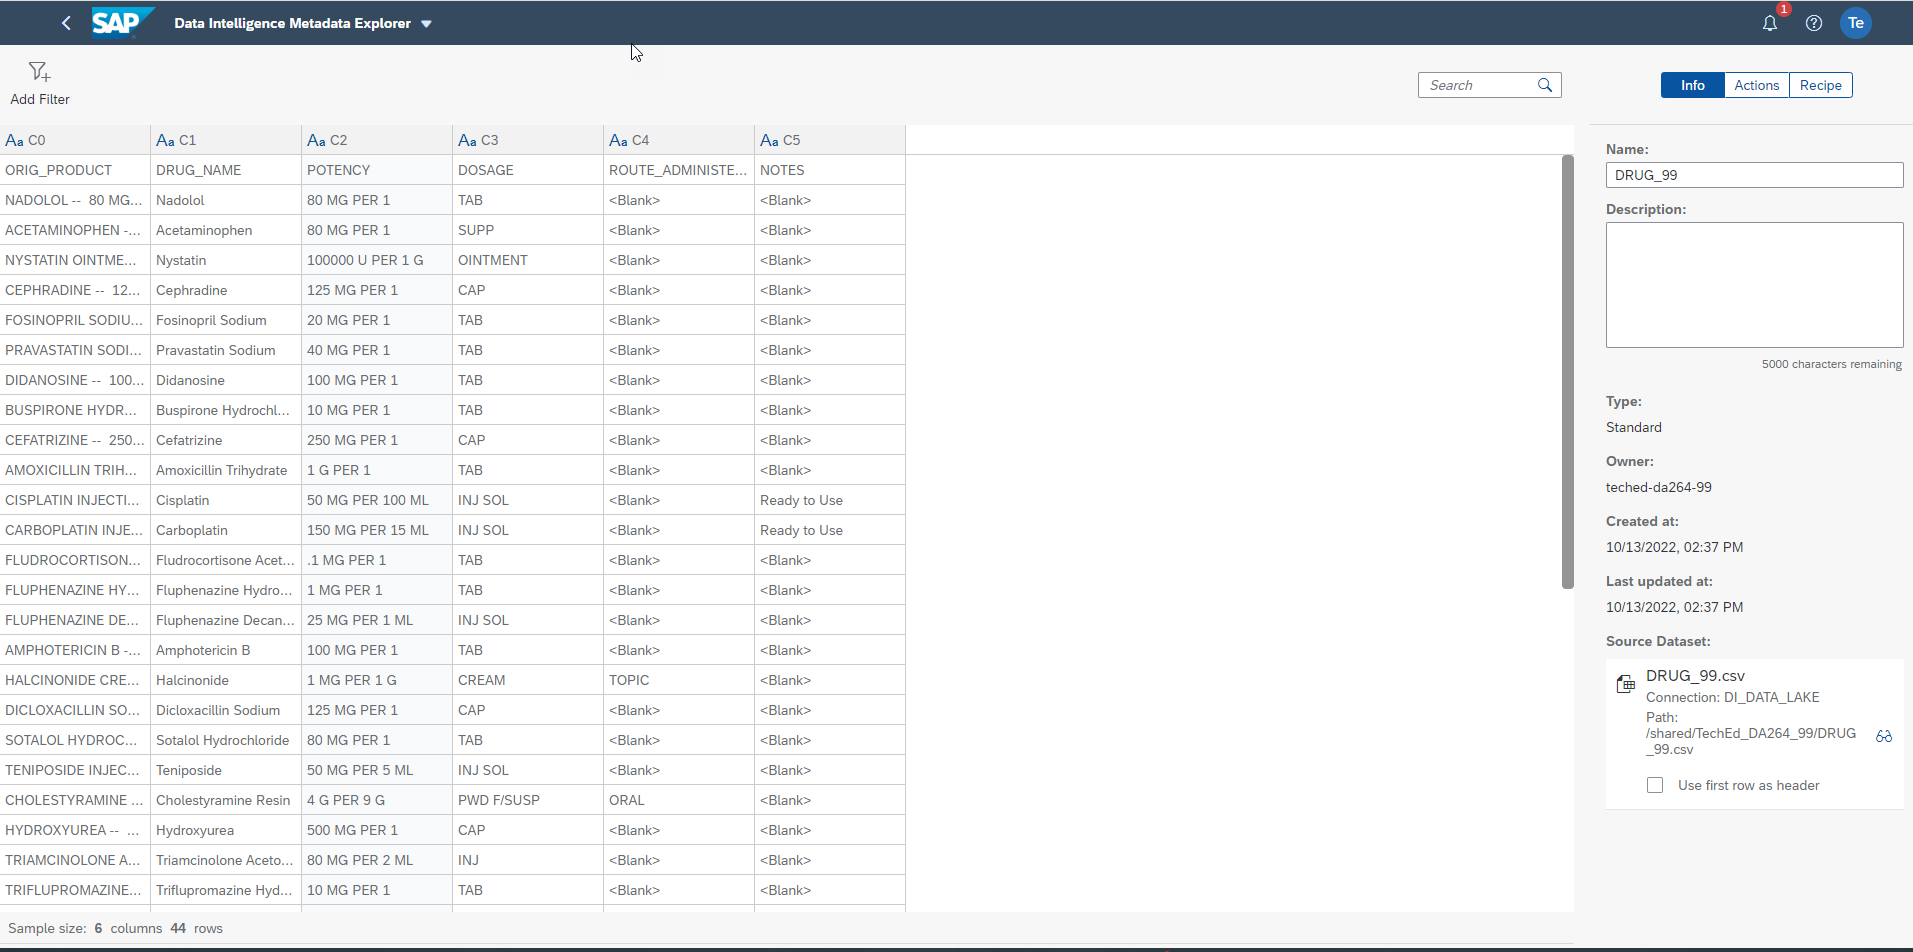 SAP Data Intelligence Metadata Explorer 1 Te
Add Filter Search Info Actions Recipe
Aa C0 Aa C1 Aa C2 Aa C3 Aa C4 Aa C5
ORIG_PRODUCT DRUG_NAME POTENCY DOSAGE ROUTE_ADMINISTE... NOTES
NADOLOL -- 80 MG... Nadolol 80 MG PER 1 TAB <Blank> <Blank>
ACETAMINOPHEN -... Acetaminophen 80 MG PER 1 SUPP <Blank> <Blank>
NYSTATIN OINTME... Nystatin 100000 U PER 1 G OINTMENT <Blank> <Blank>
CEPHRADINE -- 12... Cephradine 125 MG PER 1 CAP <Blank> <Blank>
FOSINOPRIL SODIU... Fosinopril Sodium 20 MG PER 1 TAB <Blank> <Blank>
PRAVASTATIN SODI... Pravastatin Sodium 40 MG PER 1 TAB <Blank> <Blank>
DIDANOSINE -- 100... Didanosine 100 MG PER 1 TAB <Blank> <Blank>
BUSPIRONE HYDR... Buspirone Hydrochl... 10 MG PER 1 TAB <Blank> <Blank>
CEFATRIZINE -- 250... Cefatrizine 250 MG PER 1 CAP <Blank> <Blank>
AMOXICILLIN TRIH... Amoxicillin Trihydrate 1 G PER 1 TAB <Blank> <Blank>
CISPLATIN INJECTI... Cisplatin 50 MG PER 100 ML INJ SOL <Blank> Ready to Use
CARBOPLATIN INJE... Carboplatin 150 MG PER 15 ML INJ SOL <Blank> Ready to Use
FLUDROCORTISON... Fludrocortisone Acet... .1 MG PER 1 TAB <Blank> <Blank>
FLUPHENAZINE HY... Fluphenazine Hydro... 1 MG PER 1 TAB <Blank> <Blank>
FLUPHENAZINE DE... Fluphenazine Decan... 25 MG PER 1 ML INJ SOL <Blank> <Blank>
AMPHOTERICIN B -... Amphotericin B 100 MG PER 1 TAB <Blank> <Blank>
HALCINONIDE CRE... Halcinonide 1 MG PER 1 G CREAM TOPIC <Blank>
DICLOXACILLIN SO... Dicloxacillin Sodium 125 MG PER 1 CAP <Blank> <Blank>
SOTALOL HYDROC... Sotalol Hydrochloride 80 MG PER 1 TAB <Blank> <Blank>
TENIPOSIDE INJEC... Teniposide 50 MG PER 5 ML INJ SOL <Blank> <Blank>
CHOLESTYRAMINE ... Cholestyramine Resin 4 G PER 9 G PWD F/SUSP ORAL <Blank>
HYDROXYUREA -- ... Hydroxyurea 500 MG PER 1 CAP <Blank> <Blank>
TRIAMCINOLONE A... Triamcinolone Aceto... 80 MG PER 2 ML INJ <Blank> <Blank>
TRIFLUPROMAZINE... Triflupromazine Hyd... 10 MG PER 1 TAB <Blank> <Blank>
Sample size: 6 columns 44 rows
Name:
DRUG_99
Description:
5000 characters remaining
Type:
Standard
Owner:
teched-da264-99
Created at:
10/13/2022, 02:37 PM
Last updated at:
10/13/2022, 02:37 PM
Source Dataset:
DRUG_99.csv
Connection: DI_DATA_LAKE
Path:
/shared/TechEd_DA264_99/DRUG
_99.csv
Use first row as header